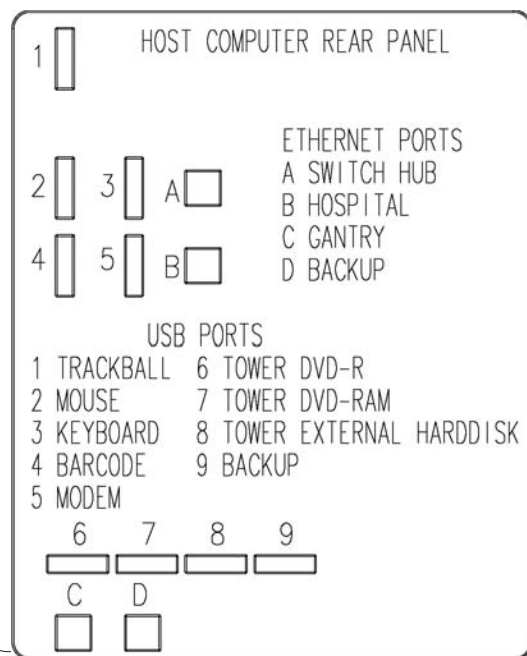 HOST COMPUTER REAR PANEL
1
ETHERNET PORTS
A SWITCH HUB
B HOSPITAL
C GANTRY
D BACKUP
2 3 A
4 5 B
USB PORTS
1 TRACKBALL 6 TOWER DVD-R
2 MOUSE 7 TOWER DVD-RAM
3 KEYBOARD 8 TOWER EXTERNAL HARDDISK
4 BARCODE 9 BACKUP
5 MODEM
6 7 8 9
C D